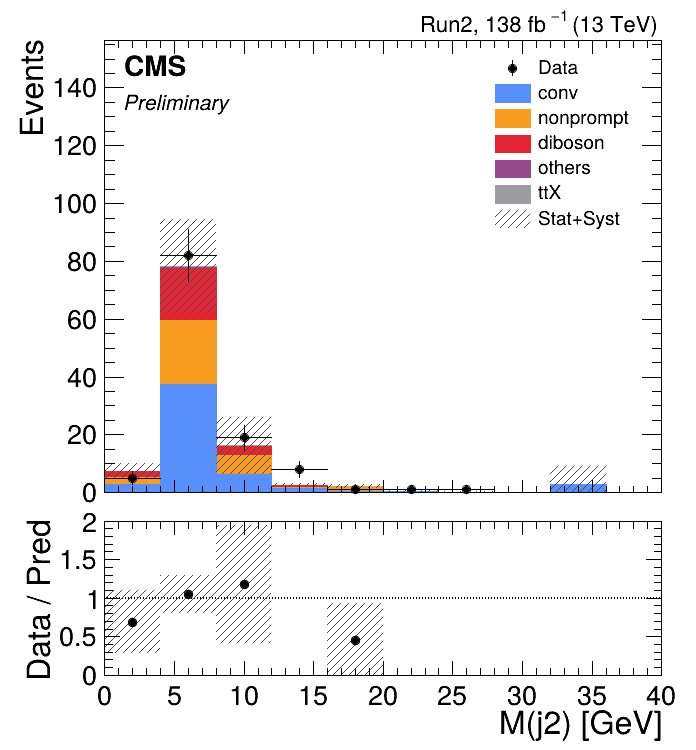 Run2, 138 fb⁻¹ (13 TeV)
Events
CMS
Preliminary
Data
conv
nonprompt
diboson
others
ttX
Stat+Syst
140
120
100
80
60
40
20
0
Data / Pred
2
1.5
1
0.5
0
0 5 10 15 20 25 30 35 40
M(j2) [GeV]